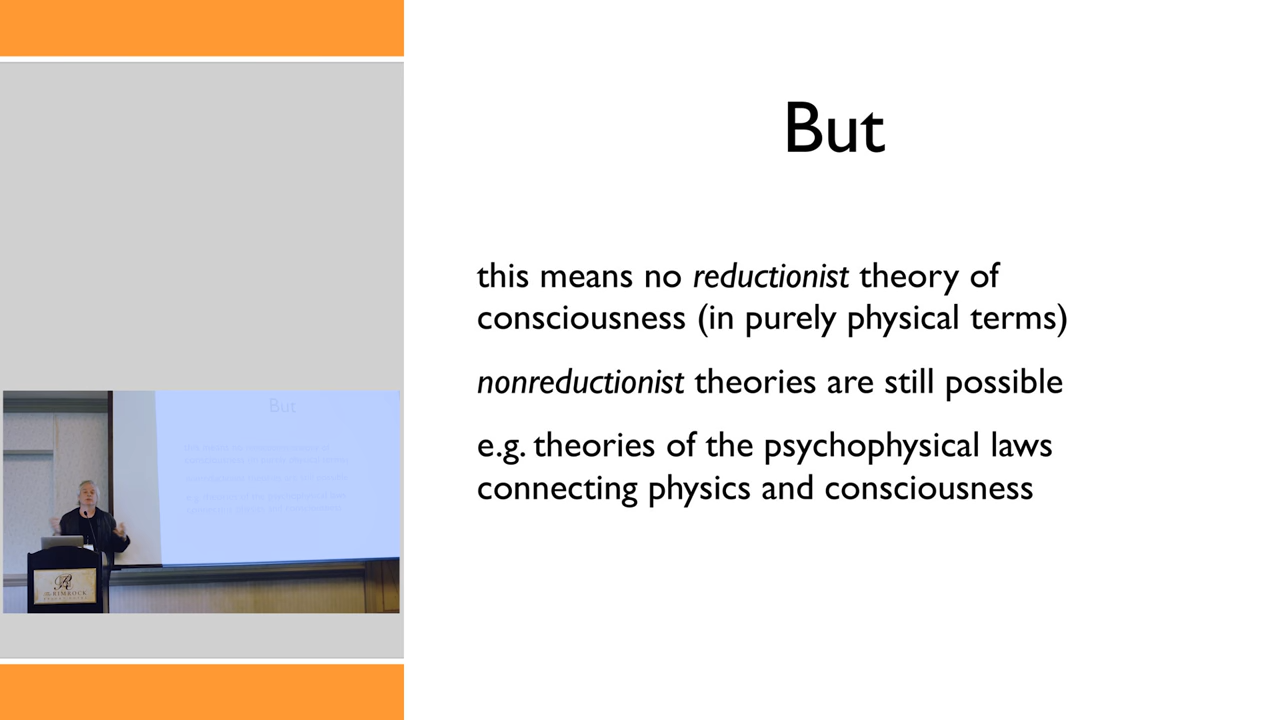 But
this means no reductionist theory of
consciousness (in purely physical terms)
nonreductionist theories are still possible
e.g. theories of the psychophysical laws
connecting physics and consciousness
But
RIMROCK